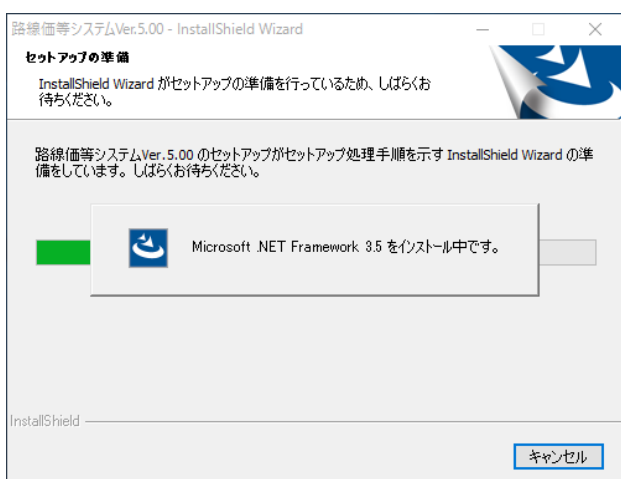 路線価等システムVer.5.00 - InstallShield Wizard
セットアップの準備
InstallShield Wizard がセットアップの準備を行っているため、しばらくお
待ちください。
路線価等システムVer.5.00 のセットアップがセットアップ処理手順を示す InstallShield Wizard の準
備をしています。しばらくお待ちください。
Microsoft .NET Framework 3.5 をインストール中です。
InstallShield
キャンセル